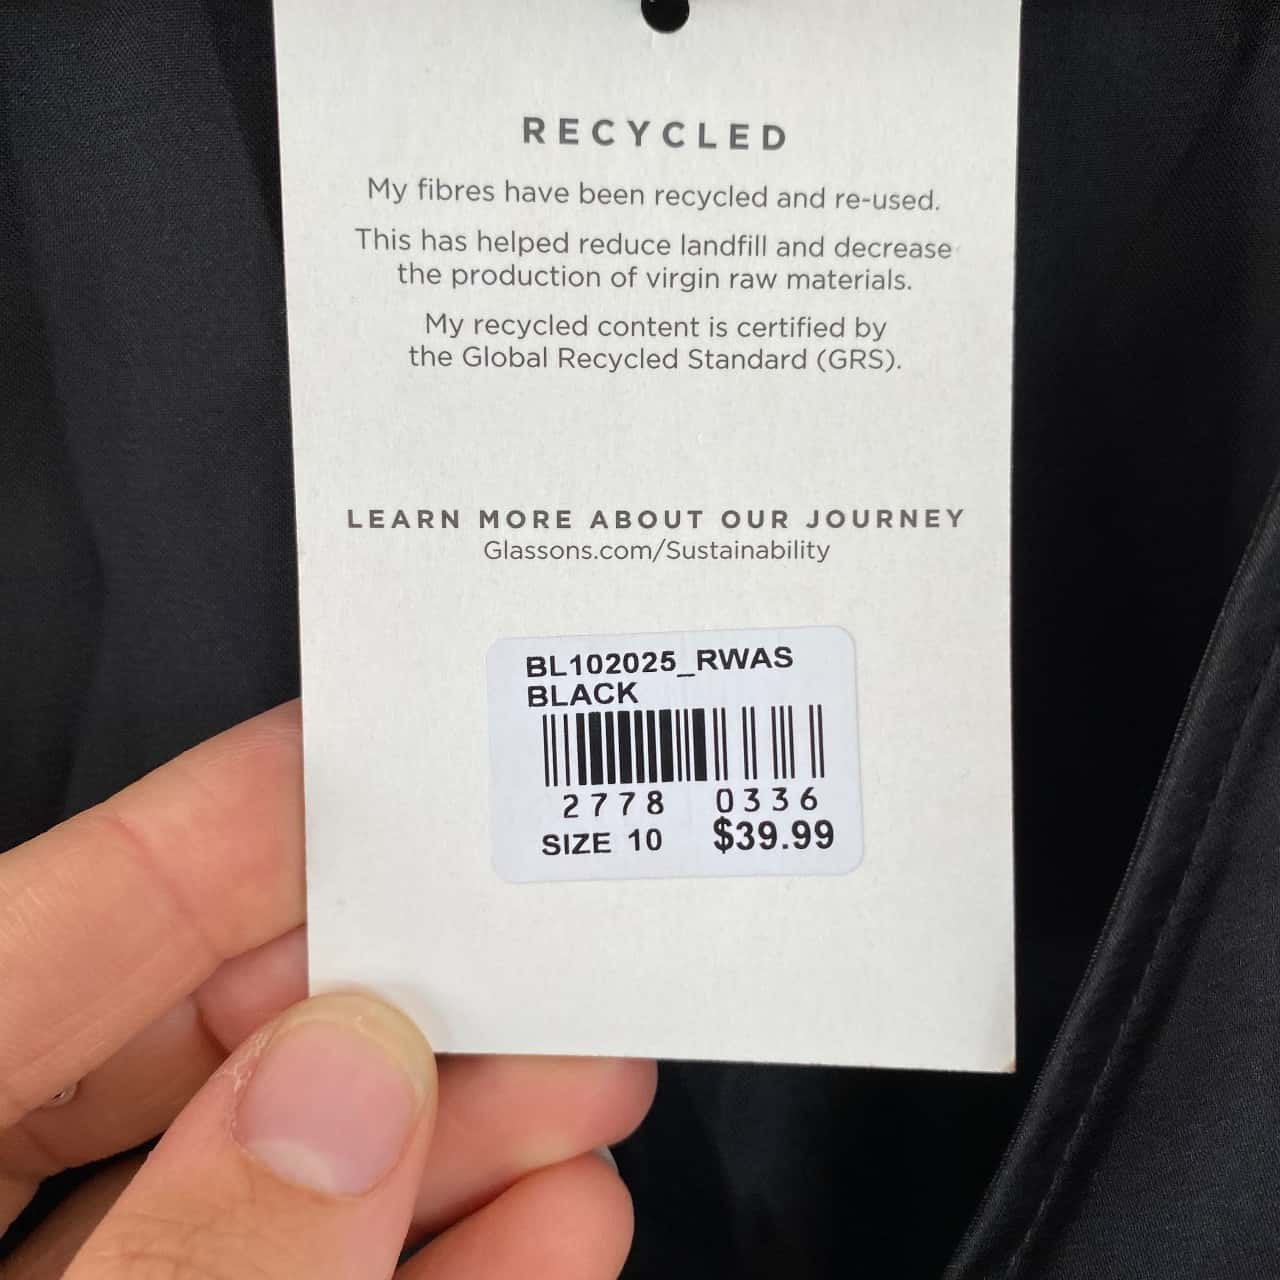 RECYCLED
My fibres have been recycled and re-used.
This has helped reduce landfill and decrease
the production of virgin raw materials.
My recycled content is certified by
the Global Recycled Standard (GRS).
LEARN MORE ABOUT OUR JOURNEY
Glassons.com/Sustainability
BL102025_RWAS
BLACK
2778 0336
SIZE 10 $39.99